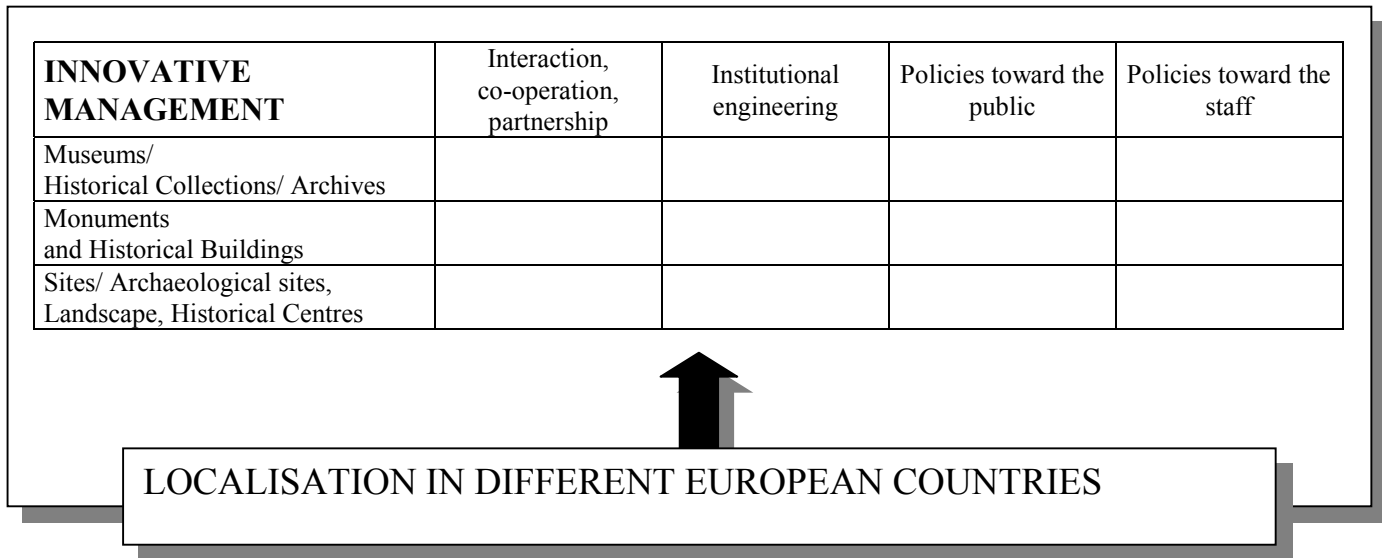 INNOVATIVE
MANAGEMENT
Interaction,
co-operation,
partnership
Institutional
engineering
Policies toward the
public
Policies toward the
staff
Museums/
Historical Collections/ Archives
Monuments
and Historical Buildings
Sites/ Archaeological sites,
Landscape, Historical Centres
LOCALISATION IN DIFFERENT EUROPEAN COUNTRIES